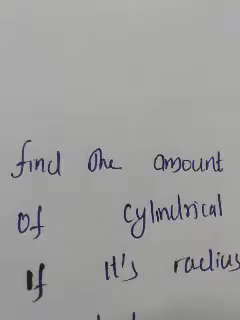 find the amount
of cylindrical
If it's radius